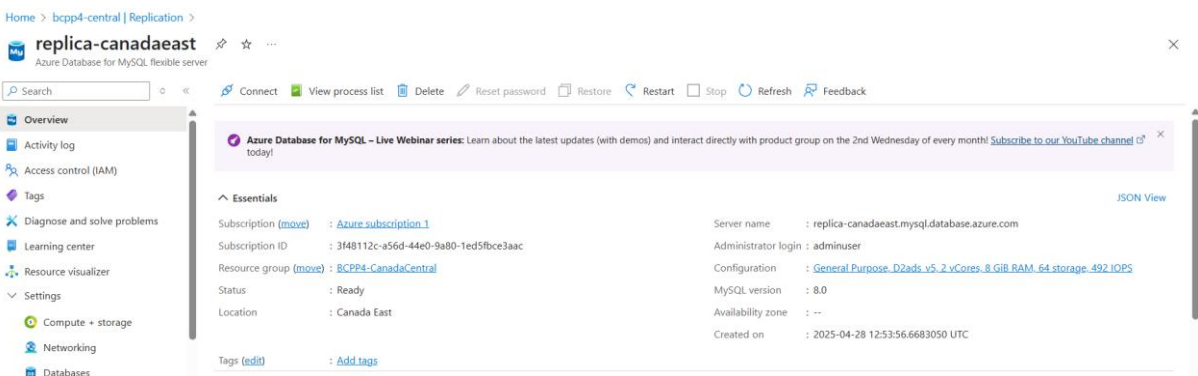 Home > bcpp4-central | Replication >
My
replica-canadaeast
Azure Database for MySQL flexible server
Search
Connect View process list Delete Reset password Restore Restart Stop Refresh Feedback
Overview
Activity log
Access control (IAM)
Tags
Diagnose and solve problems
Learning center
Resource visualizer
Settings
Compute + storage
Networking
Databases
Azure Database for MySQL – Live Webinar series: Learn about the latest updates (with demos) and interact directly with product group on the 2nd Wednesday of every month! Subscribe to our YouTube channel
today!
Essentials
JSON View
Subscription (move) : Azure subscription 1
Subscription ID : 3f48112c-a56d-44e0-9a80-1ed5fbce3aac
Resource group (move) : BCPP4-CanadaCentral
Status : Ready
Location : Canada East
Server name : replica-canadaeast.mysql.database.azure.com
Administrator login : adminuser
Configuration : General Purpose, D2ads_v5, 2 vCores, 8 GiB RAM, 64 storage, 492 IOPS
MySQL version : 8.0
Availability zone : --
Created on : 2025-04-28 12:53:56.6683050 UTC
Tags (edit) : Add tags